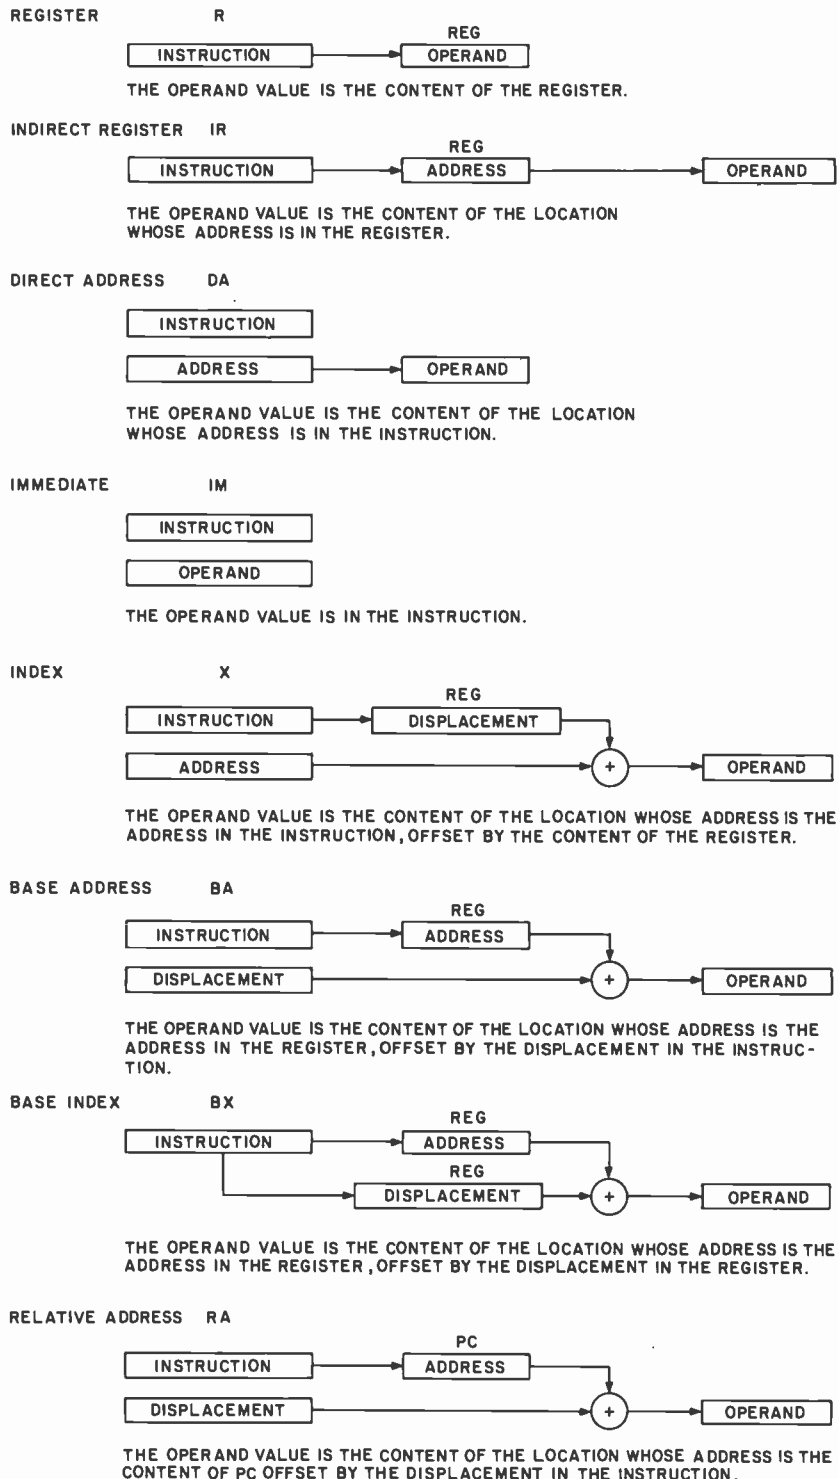 REGISTER R
REG
INSTRUCTION OPERAND
THE OPERAND VALUE IS THE CONTENT OF THE REGISTER.
INDIRECT REGISTER IR
REG
INSTRUCTION ADDRESS OPERAND
THE OPERAND VALUE IS THE CONTENT OF THE LOCATION
WHOSE ADDRESS IS IN THE REGISTER.
DIRECT ADDRESS DA
INSTRUCTION
ADDRESS OPERAND
THE OPERAND VALUE IS THE CONTENT OF THE LOCATION
WHOSE ADDRESS IS IN THE INSTRUCTION.
IMMEDIATE IM
INSTRUCTION
OPERAND
THE OPERAND VALUE IS IN THE INSTRUCTION.
INDEX X
REG
INSTRUCTION DISPLACEMENT
ADDRESS + OPERAND
THE OPERAND VALUE IS THE CONTENT OF THE LOCATION WHOSE ADDRESS IS THE
ADDRESS IN THE INSTRUCTION, OFFSET BY THE CONTENT OF THE REGISTER.
BASE ADDRESS BA
REG
INSTRUCTION ADDRESS
DISPLACEMENT + OPERAND
THE OPERAND VALUE IS THE CONTENT OF THE LOCATION WHOSE ADDRESS IS THE
ADDRESS IN THE REGISTER, OFFSET BY THE DISPLACEMENT IN THE INSTRUC-
TION.
BASE INDEX BX
REG
INSTRUCTION ADDRESS
REG
DISPLACEMENT + OPERAND
THE OPERAND VALUE IS THE CONTENT OF THE LOCATION WHOSE ADDRESS IS THE
ADDRESS IN THE REGISTER, OFFSET BY THE DISPLACEMENT IN THE REGISTER.
RELATIVE ADDRESS RA
PC
INSTRUCTION ADDRESS
DISPLACEMENT + OPERAND
THE OPERAND VALUE IS THE CONTENT OF THE LOCATION WHOSE ADDRESS IS THE
CONTENT OF PC OFFSET BY THE DISPLACEMENT IN THE INSTRUCTION.